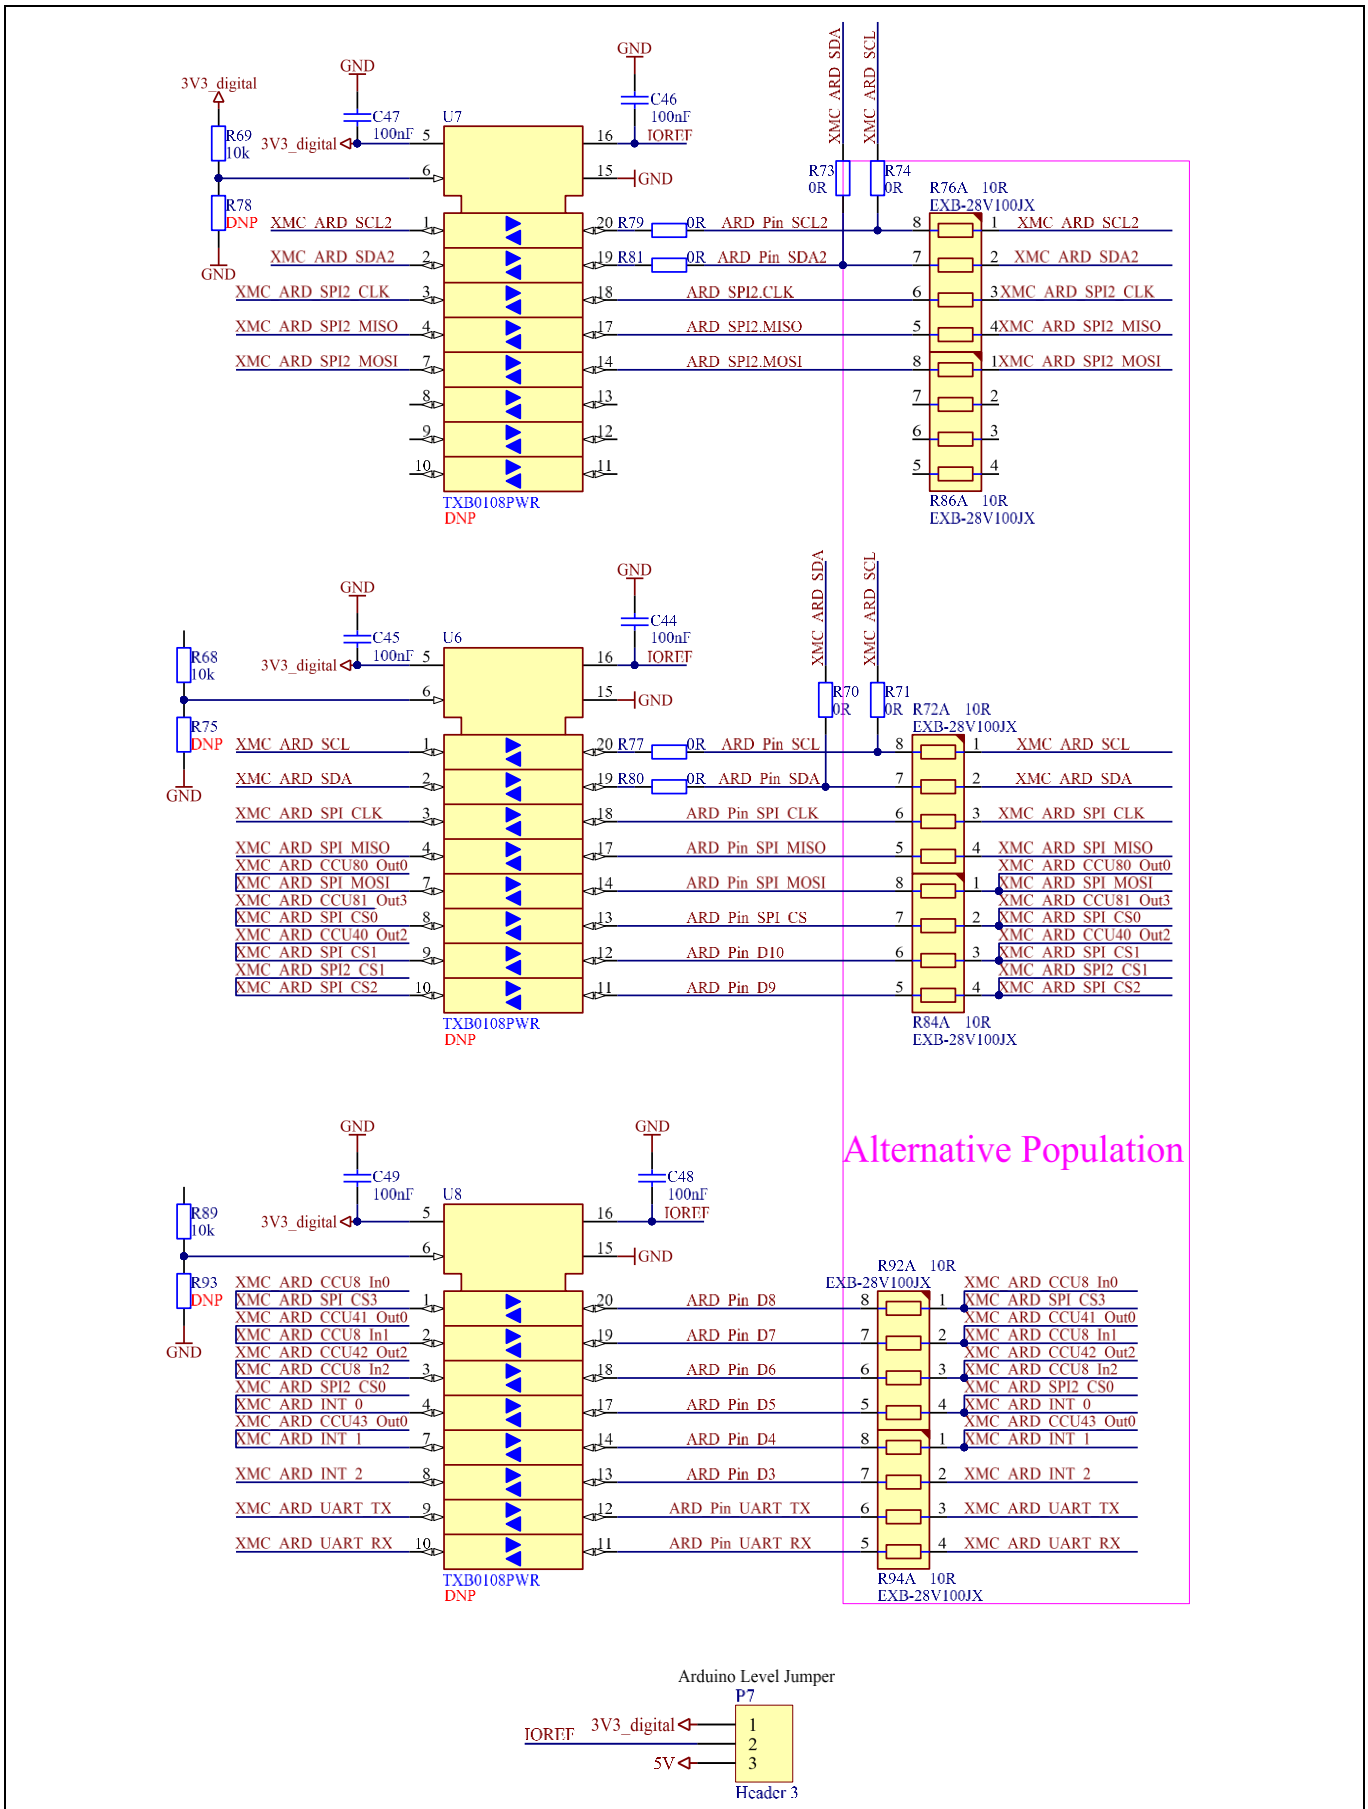 XMC_ARD_SDA
XMC_ARD_SCL
GND
GND
3V3_digital
C47
100nF
U7
C46
100nF
R69
10k
3V3_digital
5
16
IOREF
6
15
GND
R73
0R
R74
0R
R76A 10R
EXB-28V100JX
R78
DNP
GND
XMC_ARD_SCL2
1
20
R79
0R
ARD_Pin_SCL2
8
1
XMC_ARD_SCL2
XMC_ARD_SDA2
2
19
R81
0R
ARD_Pin_SDA2
7
2
XMC_ARD_SDA2
XMC_ARD_SPI2_CLK
3
18
ARD_SPI2.CLK
6
3
XMC_ARD_SPI2_CLK
XMC_ARD_SPI2_MISO
4
17
ARD_SPI2.MISO
5
4
XMC_ARD_SPI2_MISO
XMC_ARD_SPI2_MOSI
7
14
ARD_SPI2.MOSI
8
1
XMC_ARD_SPI2_MOSI
8
13
7
2
9
12
6
3
10
11
5
4
TXB0108PWR
DNP
R86A 10R
EXB-28V100JX
XMC_ARD_SDA
XMC_ARD_SCL
GND
GND
C45
100nF
U6
C44
100nF
R68
10k
3V3_digital
5
16
IOREF
6
15
GND
R70
0R
R71
0R
R72A 10R
EXB-28V100JX
R75
DNP
GND
XMC_ARD_SCL
1
20
R77
0R
ARD_Pin_SCL
8
1
XMC_ARD_SCL
XMC_ARD_SDA
2
19
R80
0R
ARD_Pin_SDA
7
2
XMC_ARD_SDA
XMC_ARD_SPI_CLK
3
18
ARD_Pin_SPI_CLK
6
3
XMC_ARD_SPI_CLK
XMC_ARD_SPI_MISO
4
17
ARD_Pin_SPI_MISO
5
4
XMC_ARD_SPI_MISO
XMC_ARD_CCU80_Out0
XMC_ARD_CCU80_Out0
XMC_ARD_SPI_MOSI
7
14
ARD_Pin_SPI_MOSI
8
1
XMC_ARD_SPI_MOSI
XMC_ARD_CCU81_Out3
XMC_ARD_CCU81_Out3
XMC_ARD_SPI_CS0
8
13
ARD_Pin_SPI_CS
7
2
XMC_ARD_SPI_CS0
XMC_ARD_CCU40_Out2
XMC_ARD_CCU40_Out2
XMC_ARD_SPI_CS1
9
12
ARD_Pin_D10
6
3
XMC_ARD_SPI_CS1
XMC_ARD_SPI2_CS1
XMC_ARD_SPI2_CS1
XMC_ARD_SPI_CS2
10
11
ARD_Pin_D9
5
4
XMC_ARD_SPI_CS2
TXB0108PWR
DNP
R84A 10R
EXB-28V100JX
GND
GND
Alternative Population
C49
100nF
U8
C48
100nF
R89
10k
3V3_digital
5
16
IOREF
6
15
GND
R92A 10R
EXB-28V100JX
R93
DNP
GND
XMC_ARD_CCU8_In0
XMC_ARD_CCU8_In0
XMC_ARD_SPI_CS3
1
20
ARD_Pin_D8
8
1
XMC_ARD_SPI_CS3
XMC_ARD_CCU41_Out0
XMC_ARD_CCU41_Out0
XMC_ARD_CCU8_In1
2
19
ARD_Pin_D7
7
2
XMC_ARD_CCU8_In1
XMC_ARD_CCU42_Out2
XMC_ARD_CCU42_Out2
XMC_ARD_CCU8_In2
3
18
ARD_Pin_D6
6
3
XMC_ARD_CCU8_In2
XMC_ARD_SPI2_CS0
XMC_ARD_SPI2_CS0
XMC_ARD_INT_0
4
17
ARD_Pin_D5
5
4
XMC_ARD_INT_0
XMC_ARD_CCU43_Out0
XMC_ARD_CCU43_Out0
XMC_ARD_INT_1
7
14
ARD_Pin_D4
8
1
XMC_ARD_INT_1
XMC_ARD_INT_2
8
13
ARD_Pin_D3
7
2
XMC_ARD_INT_2
XMC_ARD_UART_TX
9
12
ARD_Pin_UART_TX
6
3
XMC_ARD_UART_TX
XMC_ARD_UART_RX
10
11
ARD_Pin_UART_RX
5
4
XMC_ARD_UART_RX
TXB0108PWR
DNP
R94A 10R
EXB-28V100JX
Arduino Level Jumper
P7
3V3_digital
1
IOREF
2
5V
3
Header 3